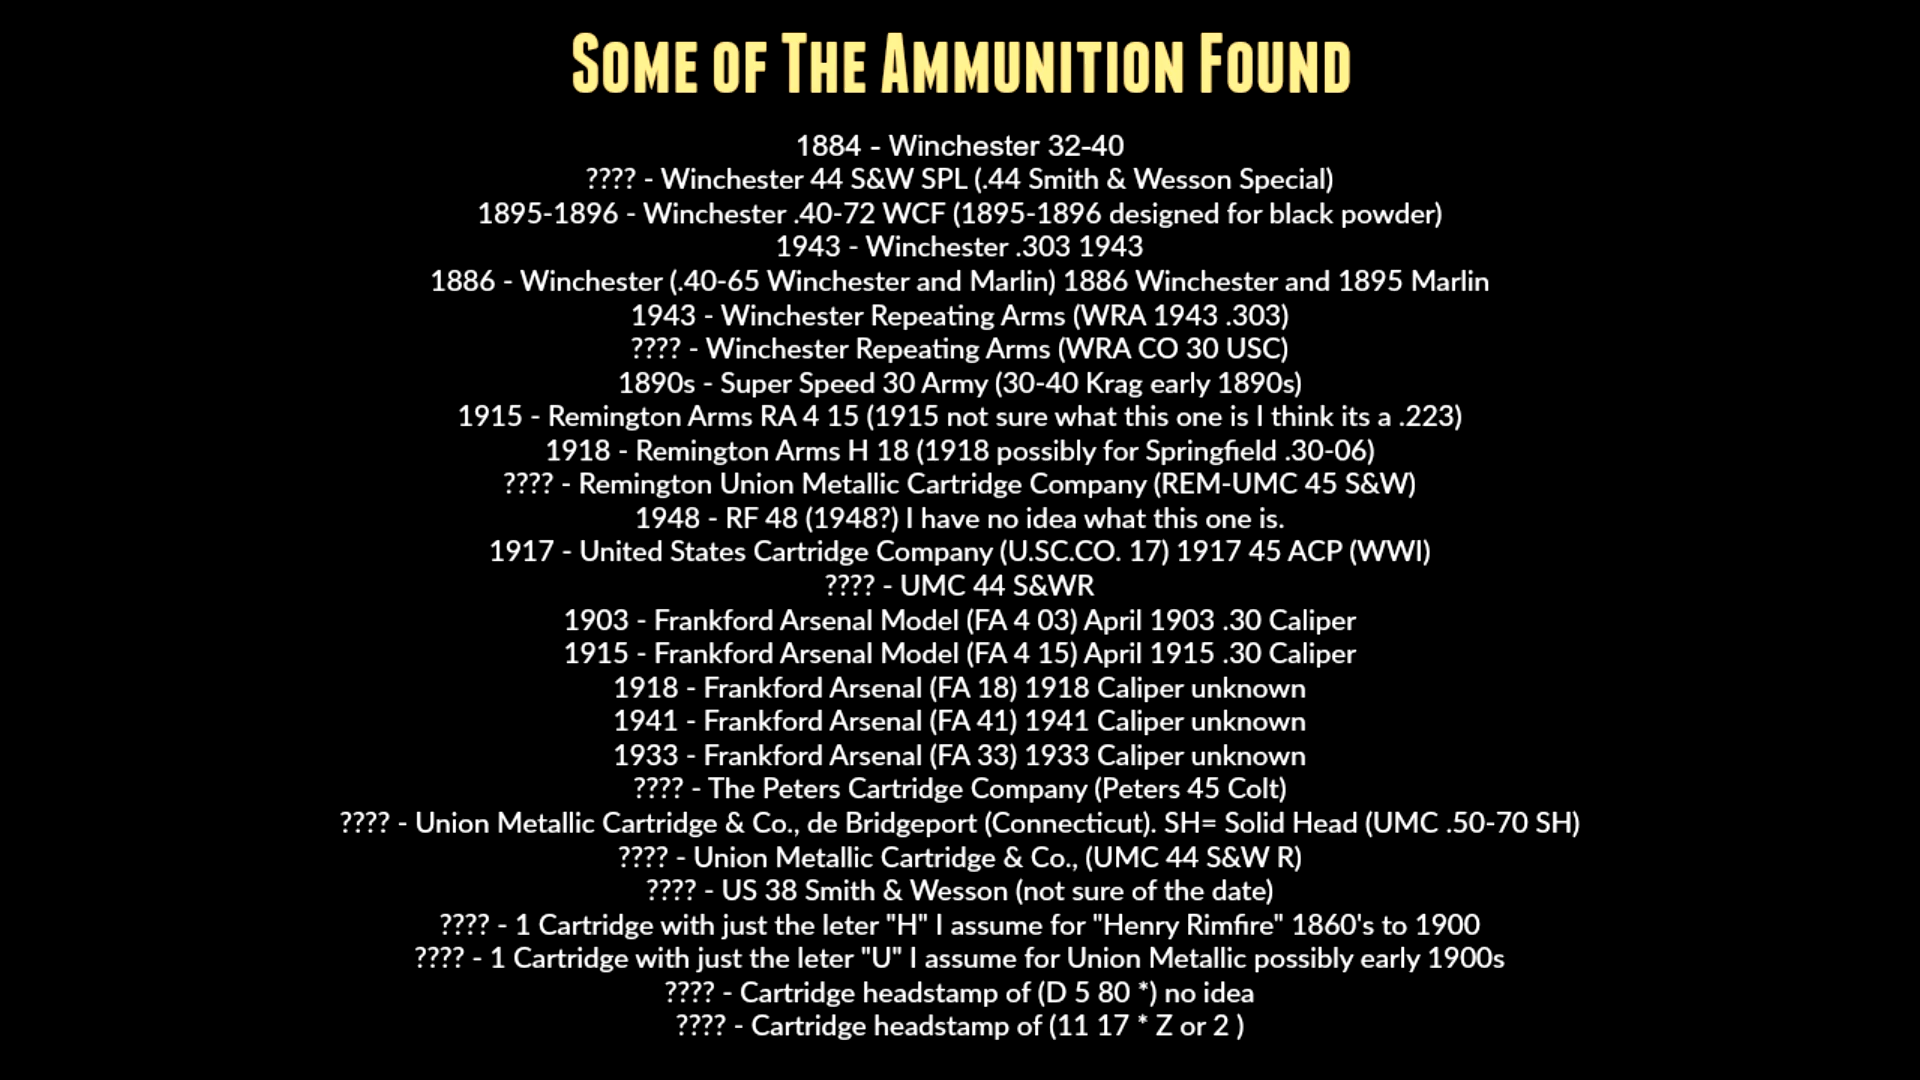 Some of The Ammunition Found
1884 - Winchester 32-40
???? - Winchester 44 S&W SPL (.44 Smith & Wesson Special)
1895-1896 - Winchester .40-72 WCF (1895-1896 designed for black powder)
1943 - Winchester .303 1943
1886 - Winchester (.40-65 Winchester and Marlin) 1886 Winchester and 1895 Marlin
1943 - Winchester Repeating Arms (WRA 1943 .303)
???? - Winchester Repeating Arms (WRA CO 30 USC)
1890s - Super Speed 30 Army (30-40 Krag early 1890s)
1915 - Remington Arms RA 4 15 (1915 not sure what this one is I think its a .223)
1918 - Remington Arms H 18 (1918 possibly for Springfield .30-06)
???? - Remington Union Metallic Cartridge Company (REM-UMC 45 S&W)
1948 - RF 48 (1948?) I have no idea what this one is.
1917 - United States Cartridge Company (U.SC.CO. 17) 1917 45 ACP (WWI)
???? - UMC 44 S&WR
1903 - Frankford Arsenal Model (FA 4 03) April 1903 .30 Caliper
1915 - Frankford Arsenal Model (FA 4 15) April 1915 .30 Caliper
1918 - Frankford Arsenal (FA 18) 1918 Caliper unknown
1941 - Frankford Arsenal (FA 41) 1941 Caliper unknown
1933 - Frankford Arsenal (FA 33) 1933 Caliper unknown
???? - The Peters Cartridge Company (Peters 45 Colt)
???? - Union Metallic Cartridge & Co., de Bridgeport (Connecticut). SH= Solid Head (UMC .50-70 SH)
???? - Union Metallic Cartridge & Co., (UMC 44 S&W R)
???? - US 38 Smith & Wesson (not sure of the date)
???? - 1 Cartridge with just the leter "H" I assume for "Henry Rimfire" 1860's to 1900
???? - 1 Cartridge with just the leter "U" I assume for Union Metallic possibly early 1900s
???? - Cartridge headstamp of (D 5 80 *) no idea
???? - Cartridge headstamp of (11 17 * Z or 2 )